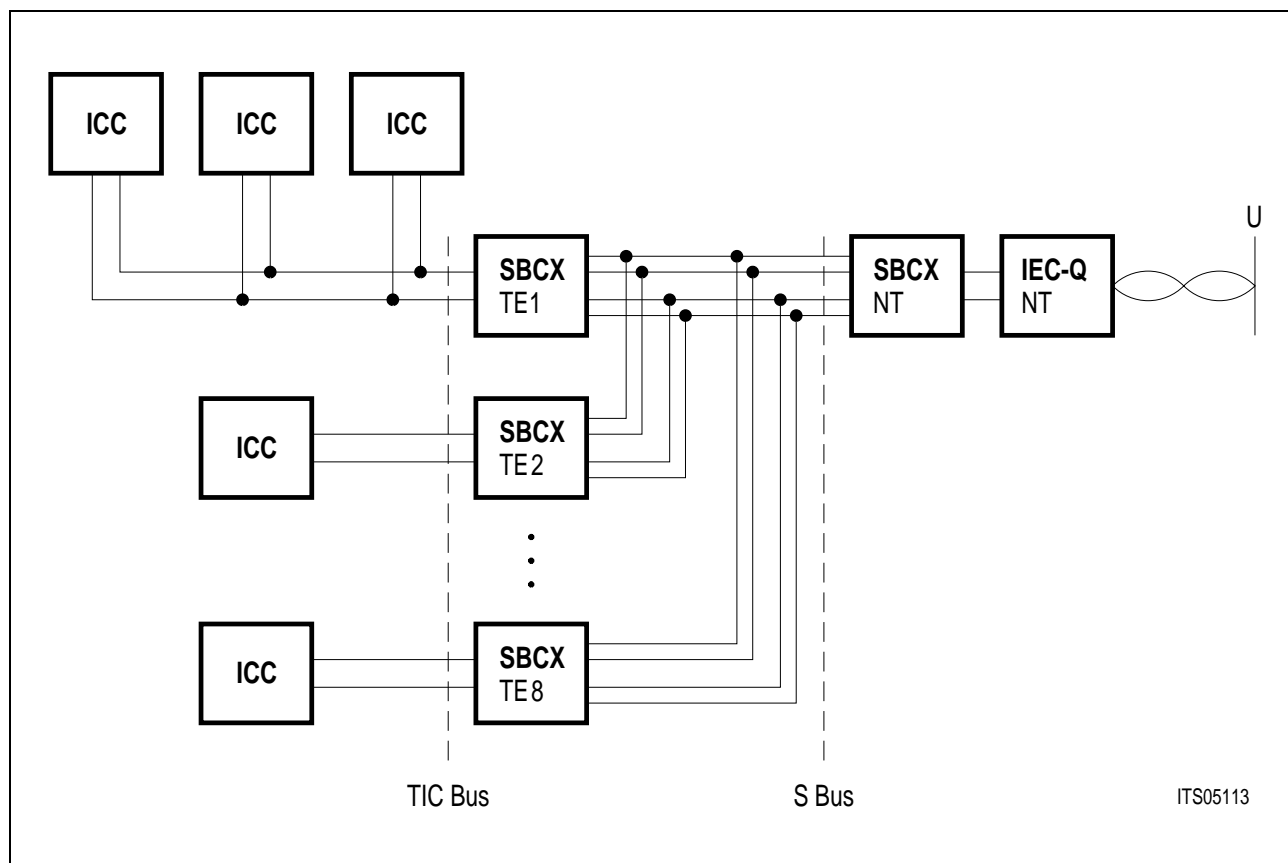 ICC
ICC
ICC
U
SBCX
TE1
SBCX
NT
IEC-Q
NT
ICC
SBCX
TE2
ICC
SBCX
TE8
TIC Bus
S Bus
ITS05113